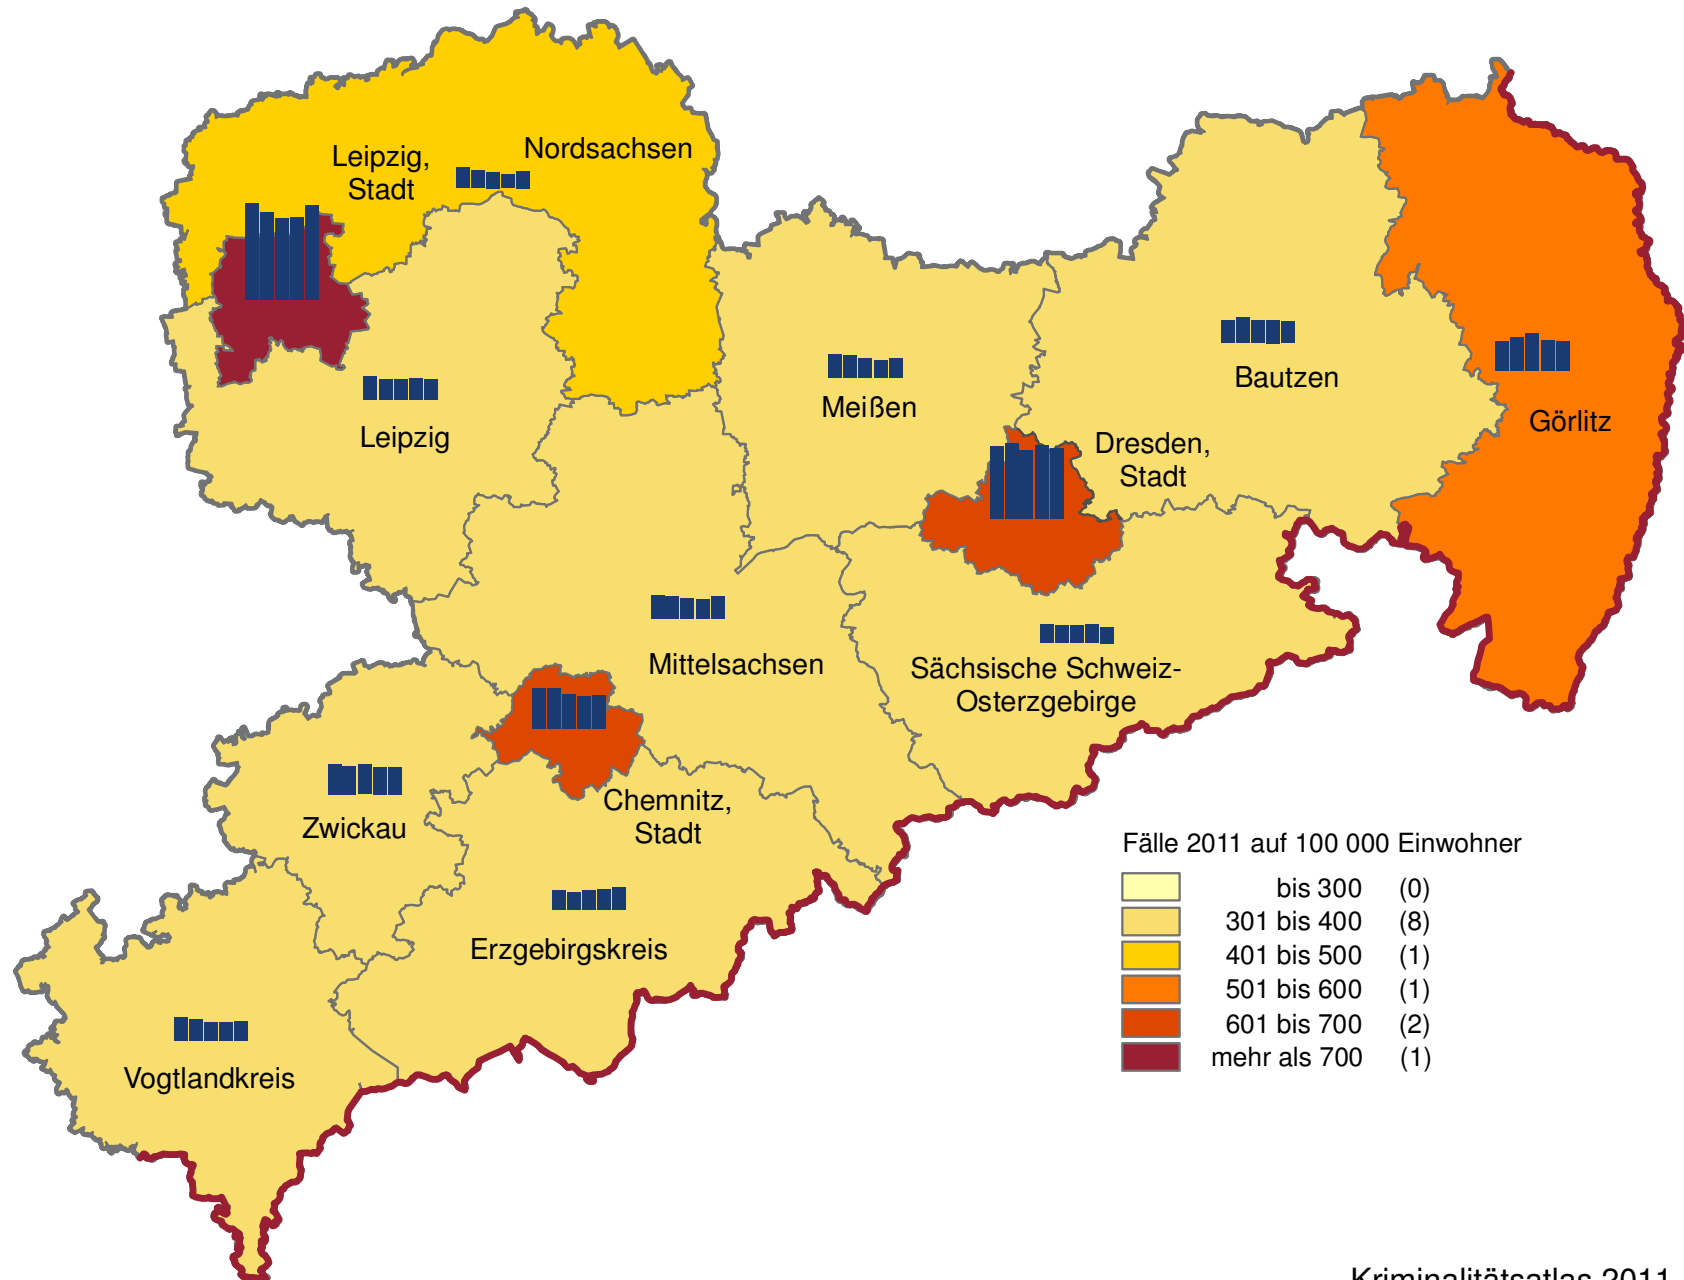 Nordsachsen
Leipzig,
Stadt
Leipzig
Meißen
Bautzen
Görlitz
Dresden,
Stadt
Mittelsachsen
Sächsische Schweiz-
Osterzgebirge
Chemnitz,
Stadt
Zwickau
Erzgebirgskreis
Vogtlandkreis
Fälle 2011 auf 100 000 Einwohner
bis 300 (0)
301 bis 400 (8)
401 bis 500 (1)
501 bis 600 (1)
601 bis 700 (2)
mehr als 700 (1)
Kriminalitätsatlas 2011